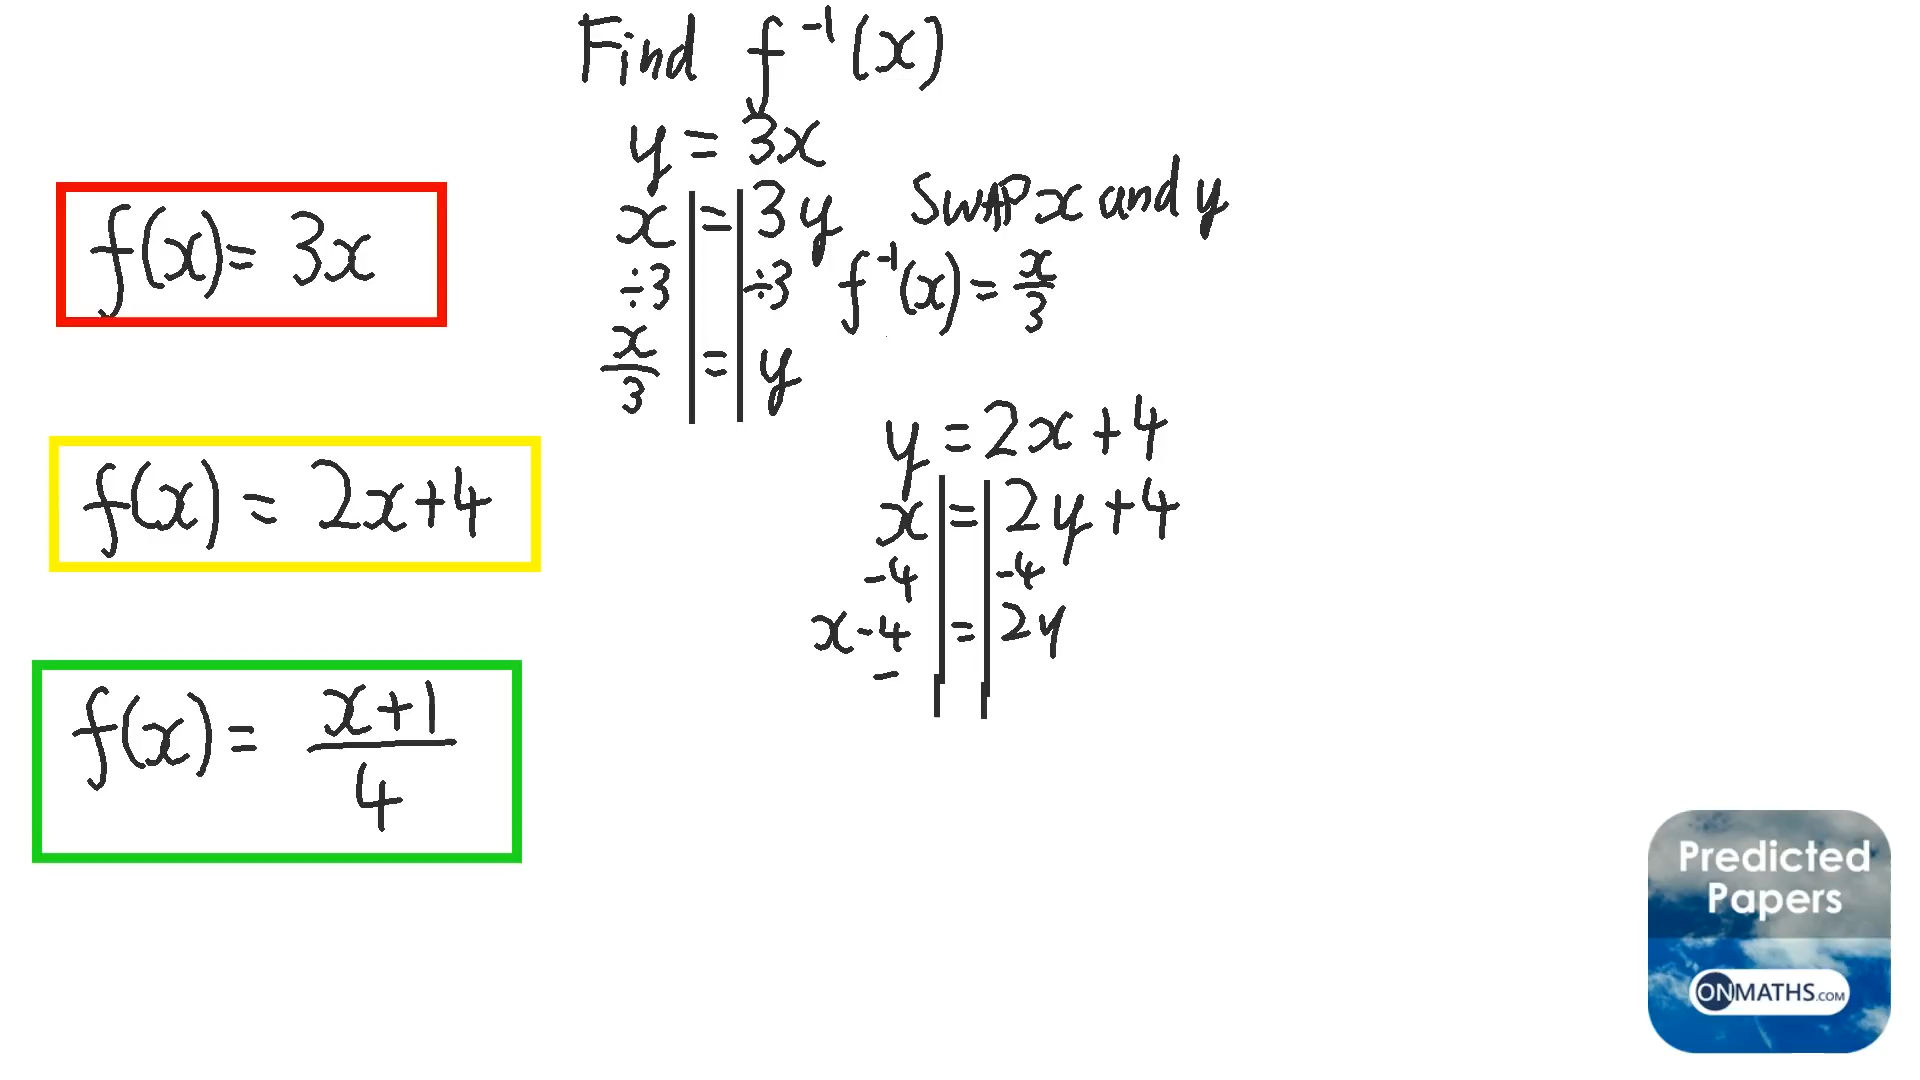 Find f⁻¹(x)
y = 3x
x = 3y SWAP x and y
÷3 ÷3 f⁻¹(x) = x/3
x/3 = y
f(x) = 3x
y = 2x + 4
x = 2y + 4
-4 -4
x - 4 = 2y
-
f(x) = 2x + 4
f(x) = x+1/4
Predicted
Papers
ONMATHS.COM